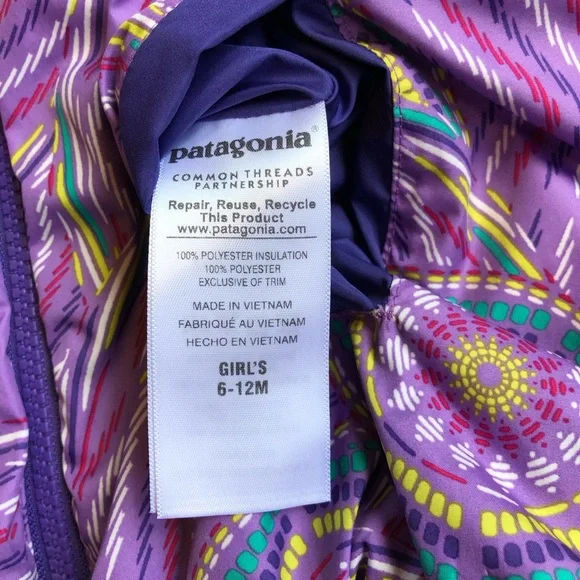 patagonia®
COMMON THREADS
PARTNERSHIP
Repair, Reuse, Recycle
This Product
www.patagonia.com
100% POLYESTER INSULATION
100% POLYESTER
EXCLUSIVE OF TRIM
MADE IN VIETNAM
FABRIQUÉ AU VIETNAM
HECHO EN VIETNAM
GIRL'S
6-12M